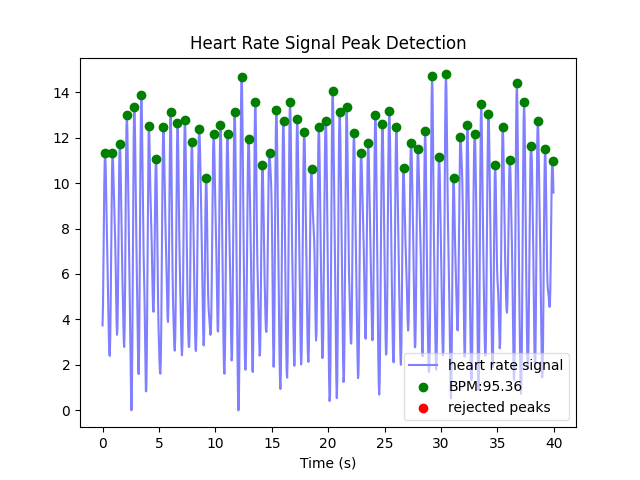 Heart Rate Signal Peak Detection
14
12
10
8
6
4
2
0
heart rate signal
BPM:95.36
rejected peaks
0 5 10 15 20 25 30 35 40
Time (s)